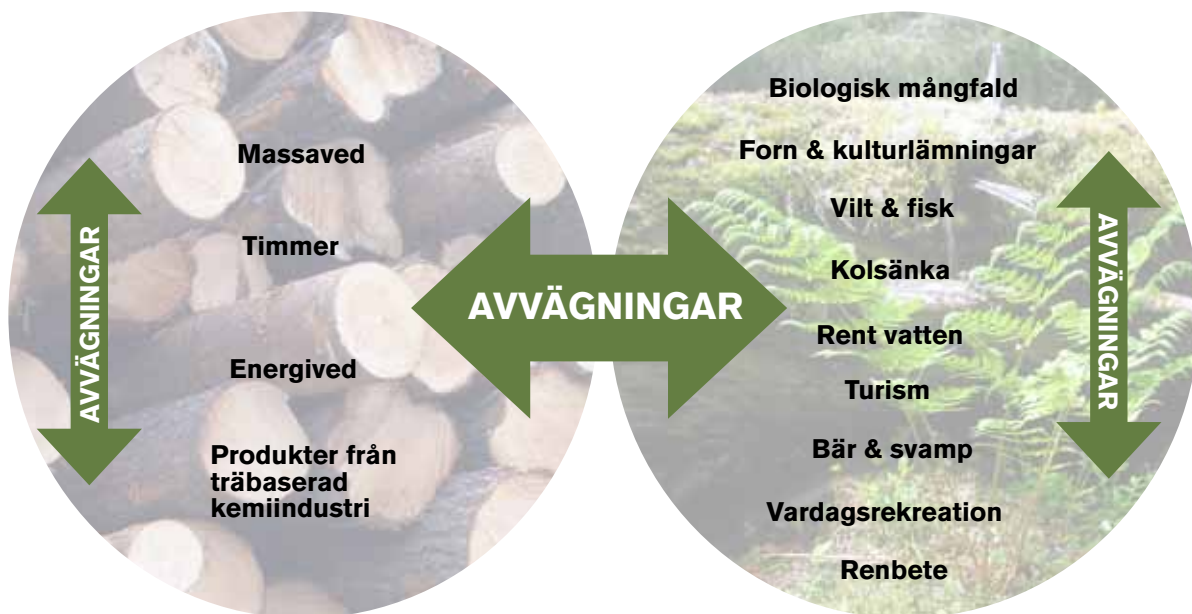 Massaved
Timmer
Energived
Produkter från
träbaserad
kemiindustri
AVVÄGNINGAR
AVVÄGNINGAR
Biologisk mångfald
Forn & kulturlämningar
Vilt & fisk
Kolsänka
Rent vatten
Turism
Bär & svamp
Vardagsrekreation
Renbete
AVVÄGNINGAR